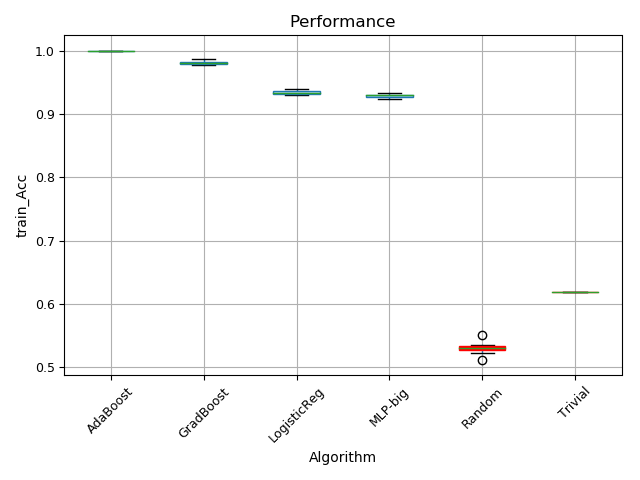 Performance
train_Acc
1.0
0.9
0.8
0.7
0.6
0.5
AdaBoost
GradBoost
LogisticReg
MLP-big
Random
Trivial
Algorithm